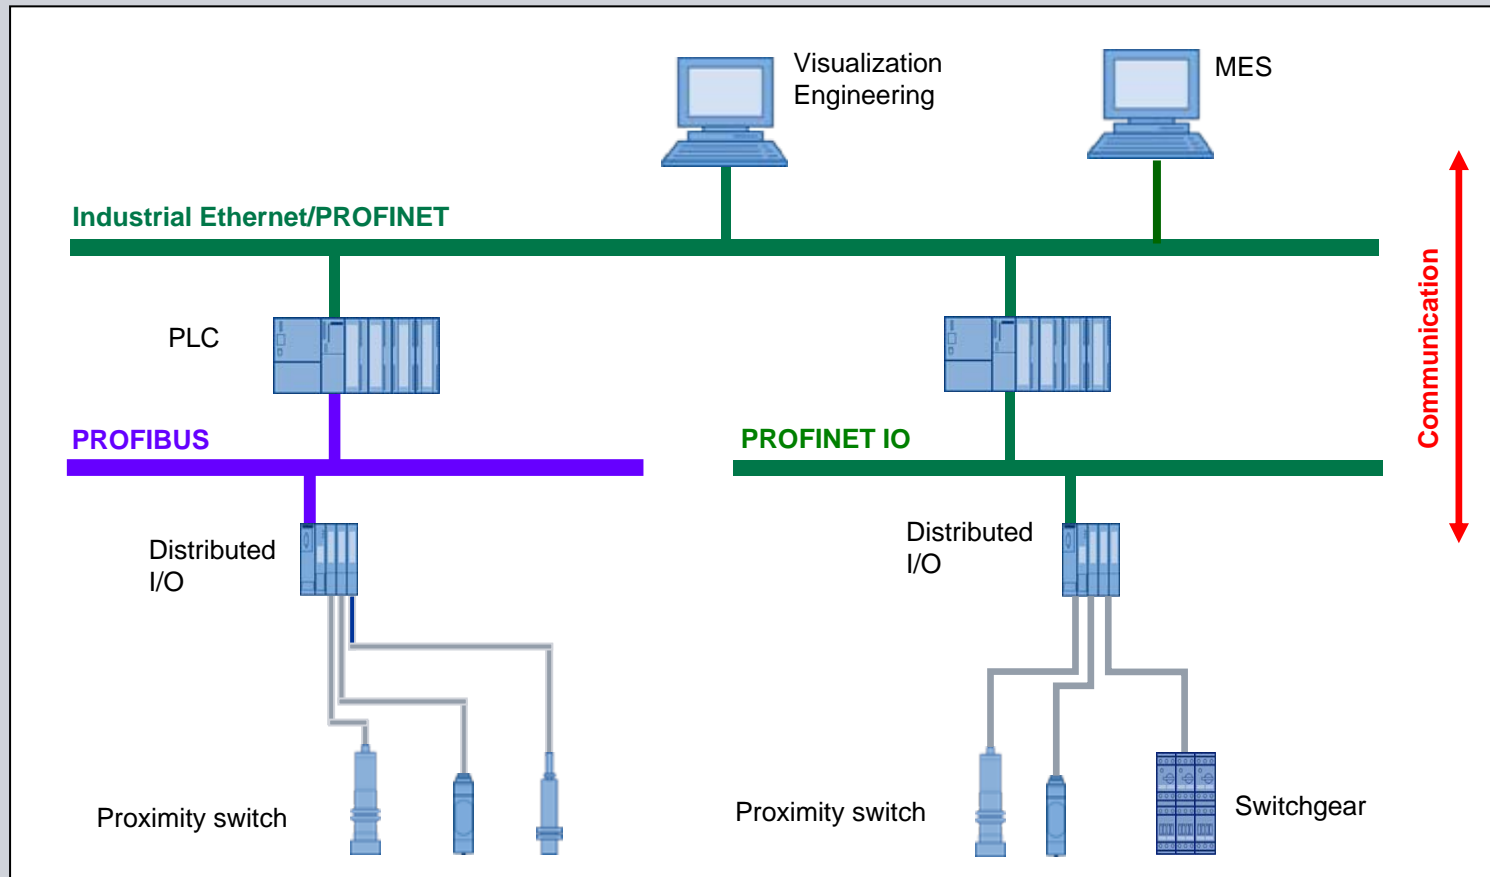 Visualization
Engineering
MES
Industrial Ethernet/PROFINET
PLC
Communication
PROFIBUS
PROFINET IO
Distributed
I/O
Distributed
I/O
Proximity switch
Proximity switch
Switchgear